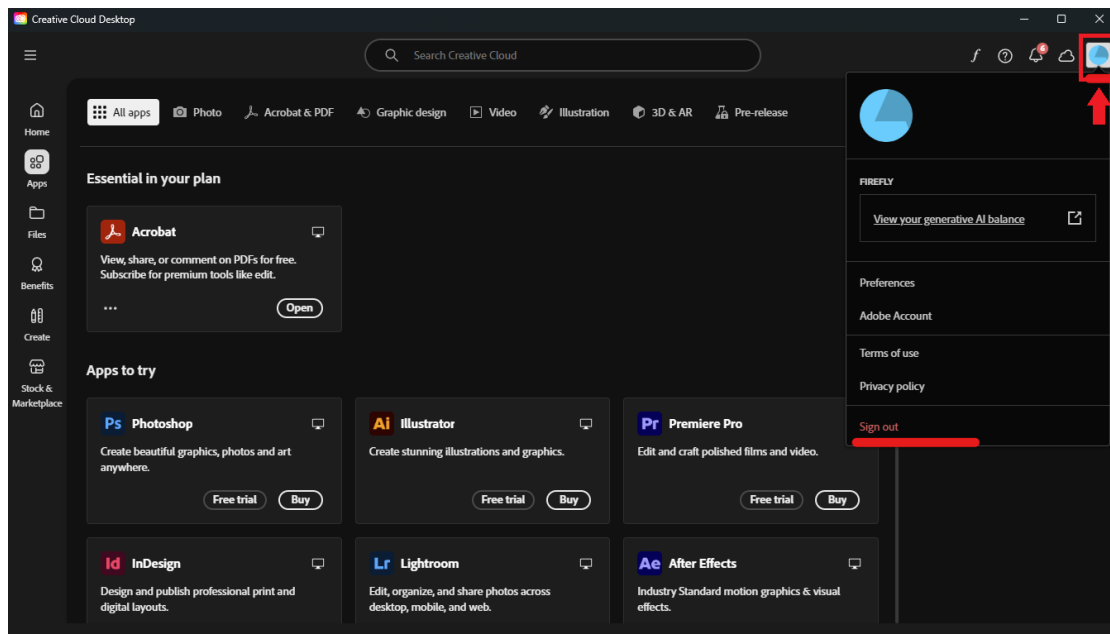 Creative Cloud Desktop
Search Creative Cloud
6
Home
Apps
Files
Benefits
Create
Stock &
Marketplace
All apps
Photo
Acrobat & PDF
Graphic design
Video
Illustration
3D & AR
Pre-release
Essential in your plan
Acrobat
View, share, or comment on PDFs for free.
Subscribe for premium tools like edit.
Open
Apps to try
Ps Photoshop
Create beautiful graphics, photos and art
anywhere.
Free trial
Buy
Ai Illustrator
Create stunning illustrations and graphics.
Free trial
Buy
Pr Premiere Pro
Edit and craft polished films and video.
Free trial
Buy
Id InDesign
Design and publish professional print and
digital layouts.
Lr Lightroom
Edit, organize, and share photos across
desktop, mobile, and web.
Ae After Effects
Industry Standard motion graphics & visual
effects.
FIREFLY
View your generative AI balance
Preferences
Adobe Account
Terms of use
Privacy policy
Sign out